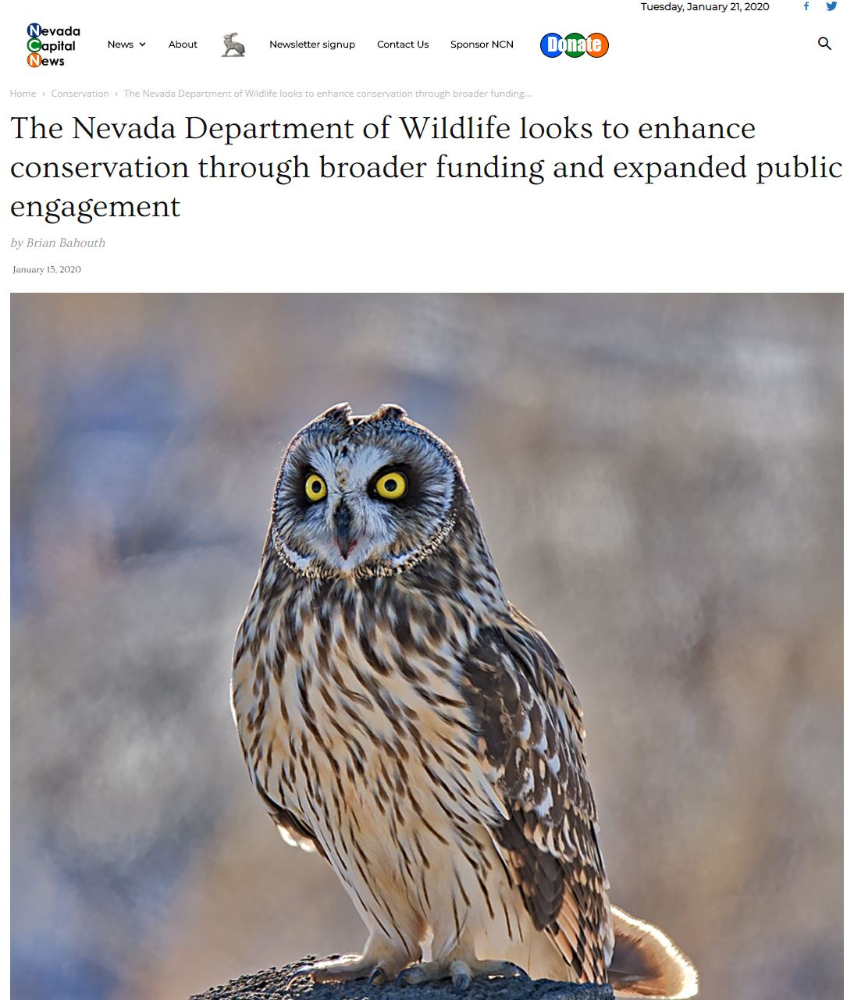 Tuesday, January 21, 2020
Nevada
Capital
News
News
About
Newsletter signup
Contact Us
Sponsor NCN
Donate
Home › Conservation › The Nevada Department of Wildlife looks to enhance conservation through broader funding...
The Nevada Department of Wildlife looks to enhance
conservation through broader funding and expanded public
engagement
by Brian Bahouth
January 15, 2020